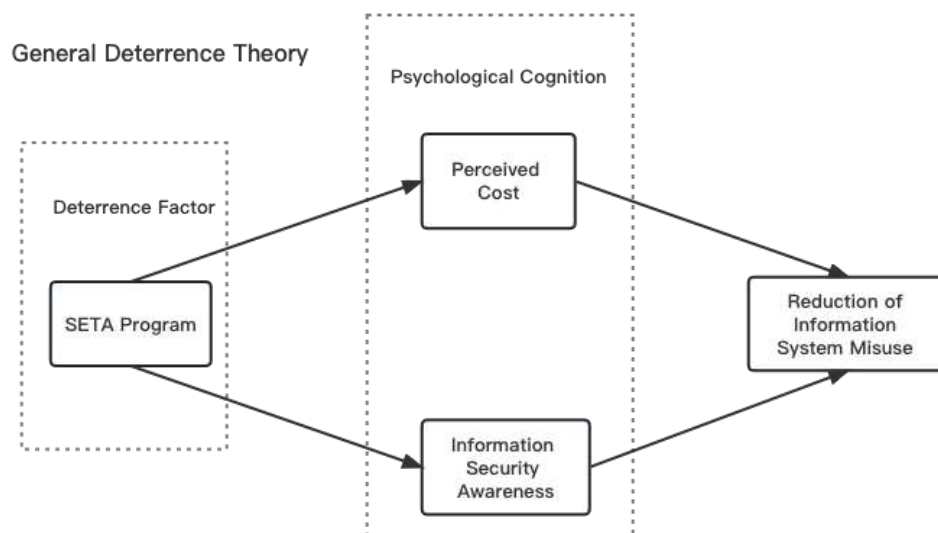 General Deterrence Theory
Psychological Cognition
Perceived
Cost
Deterrence Factor
SETA Program
Reduction of
Information
System Misuse
Information
Security
Awareness